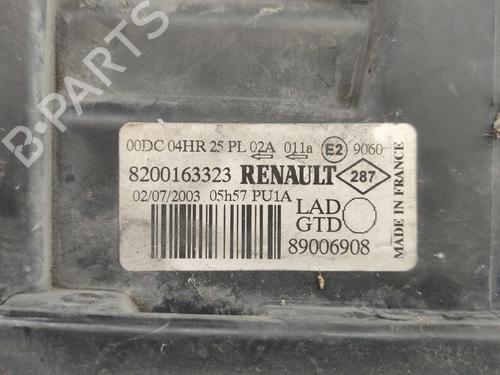 B-PARTS
00DC 04HR 25 PL 02A 011a E2 9060
8200163323 RENAULT 287
02/07/2003 05h57 PU1A
LAD
GTD
89006908
MADE IN FRANCE